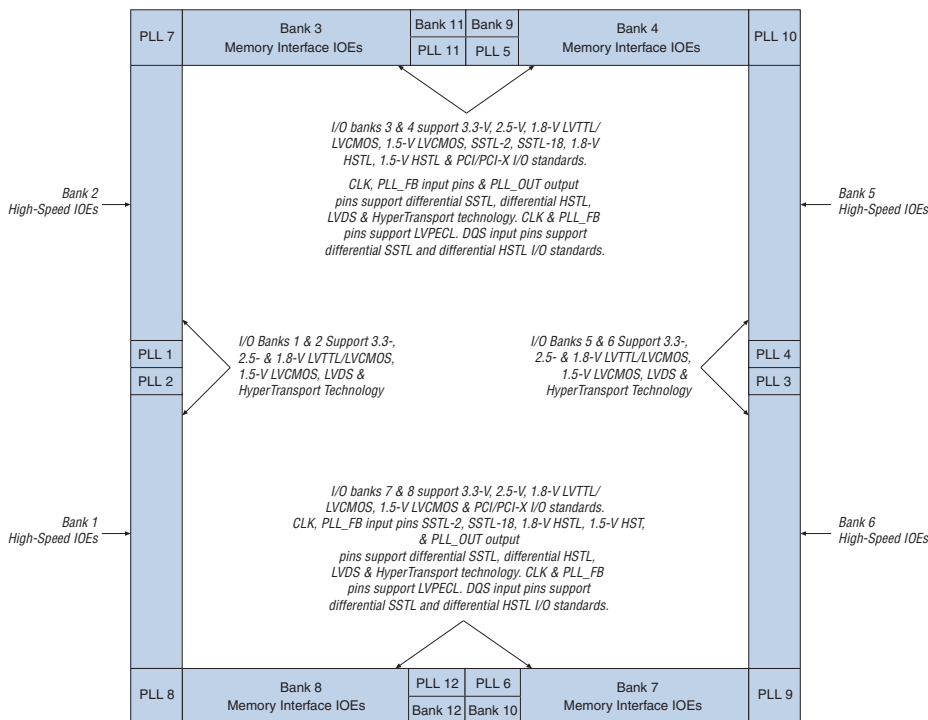 PLL 7
Bank 3
Memory Interface IOEs
Bank 11
Bank 9
PLL 11
PLL 5
Bank 4
Memory Interface IOEs
PLL 10
I/O banks 3 & 4 support 3.3-V, 2.5-V, 1.8-V LVTTL/
LVCMOS, 1.5-V LVCMOS, SSTL-2, SSTL-18, 1.8-V
HSTL, 1.5-V HSTL & PCI/PCI-X I/O standards.
CLK, PLL_FB input pins & PLL_OUT output
pins support differential SSTL, differential HSTL,
LVDS & HyperTransport technology. CLK & PLL_FB
pins support LVPECL. DQS input pins support
differential SSTL and differential HSTL I/O standards.
Bank 2
High-Speed IOEs
Bank 5
High-Speed IOEs
PLL 1
PLL 2
I/O Banks 1 & 2 Support 3.3-,
2.5- & 1.8-V LVTTL/LVCMOS,
1.5-V LVCMOS, LVDS &
HyperTransport Technology
I/O Banks 5 & 6 Support 3.3-,
2.5- & 1.8-V LVTTL/LVCMOS,
1.5-V LVCMOS, LVDS &
HyperTransport Technology
PLL 4
PLL 3
Bank 1
High-Speed IOEs
Bank 6
High-Speed IOEs
I/O banks 7 & 8 support 3.3-V, 2.5-V, 1.8-V LVTTL/
LVCMOS, 1.5-V LVCMOS & PCI/PCI-X I/O standards.
CLK, PLL_FB input pins SSTL-2, SSTL-18, 1.8-V HSTL, 1.5-V HST,
& PLL_OUT output
pins support differential SSTL, differential HSTL,
LVDS & HyperTransport technology. CLK & PLL_FB
pins support LVPECL. DQS input pins support
differential SSTL and differential HSTL I/O standards.
PLL 8
Bank 8
Memory Interface IOEs
PLL 12
PLL 6
Bank 12
Bank 10
Bank 7
Memory Interface IOEs
PLL 9